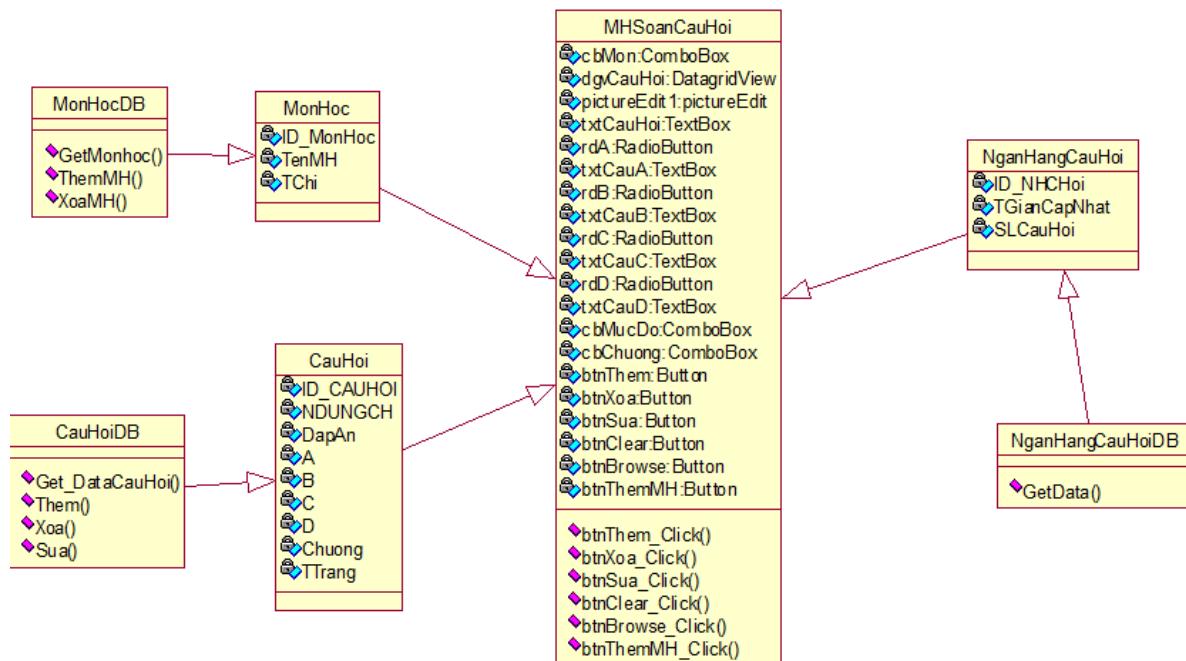 MHSoanCauHoi
cbMon:ComboBox
dgvCauHoi:DatagridView
pictureEdit1:pictureEdit
txtCauHoi:TextBox
rdA:RadioButton
txtCauA:TextBox
rdB:RadioButton
txtCauB:TextBox
rdC:RadioButton
txtCauC:TextBox
rdD:RadioButton
txtCauD:TextBox
cbMucDo:ComboBox
cbChuong:ComboBox
btnThem:Button
btnXoa:Button
btnSua:Button
btnClear:Button
btnBrowse:Button
btnThemMH:Button
btnThem_Click()
btnXoa_Click()
btnSua_Click()
btnClear_Click()
btnBrowse_Click()
btnThemMH_Click()
MonHocDB
GetMonhoc()
ThemMH()
XoaMH()
MonHoc
ID_MonHoc
TenMH
TChi
CauHoiDB
Get_DataCauHoi()
Them()
Xoa()
Sua()
CauHoi
ID_CAUHOI
NDUNGCH
DapAn
A
B
C
D
Chuong
TTrang
NganHangCauHoi
ID_NHCHoi
TGianCapNhat
SLCauHoi
NganHangCauHoiDB
GetData()